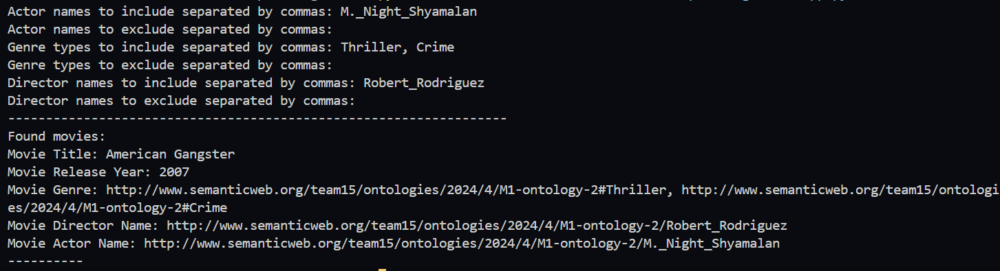 Actor names to include separated by commas: M._Night_Shyamalan
Actor names to exclude separated by commas:
Genre types to include separated by commas: Thriller, Crime
Genre types to exclude separated by commas:
Director names to include separated by commas: Robert_Rodriguez
Director names to exclude separated by commas:
------------------------------------------------------------------
Found movies:
Movie Title: American Gangster
Movie Release Year: 2007
Movie Genre: http://www.semanticweb.org/team15/ontologies/2024/4/M1-ontology-2#Thriller, http://www.semanticweb.org/team15/ontologi
es/2024/4/M1-ontology-2#Crime
Movie Director Name: http://www.semanticweb.org/team15/ontologies/2024/4/M1-ontology-2/Robert_Rodriguez
Movie Actor Name: http://www.semanticweb.org/team15/ontologies/2024/4/M1-ontology-2/M._Night_Shyamalan
----------